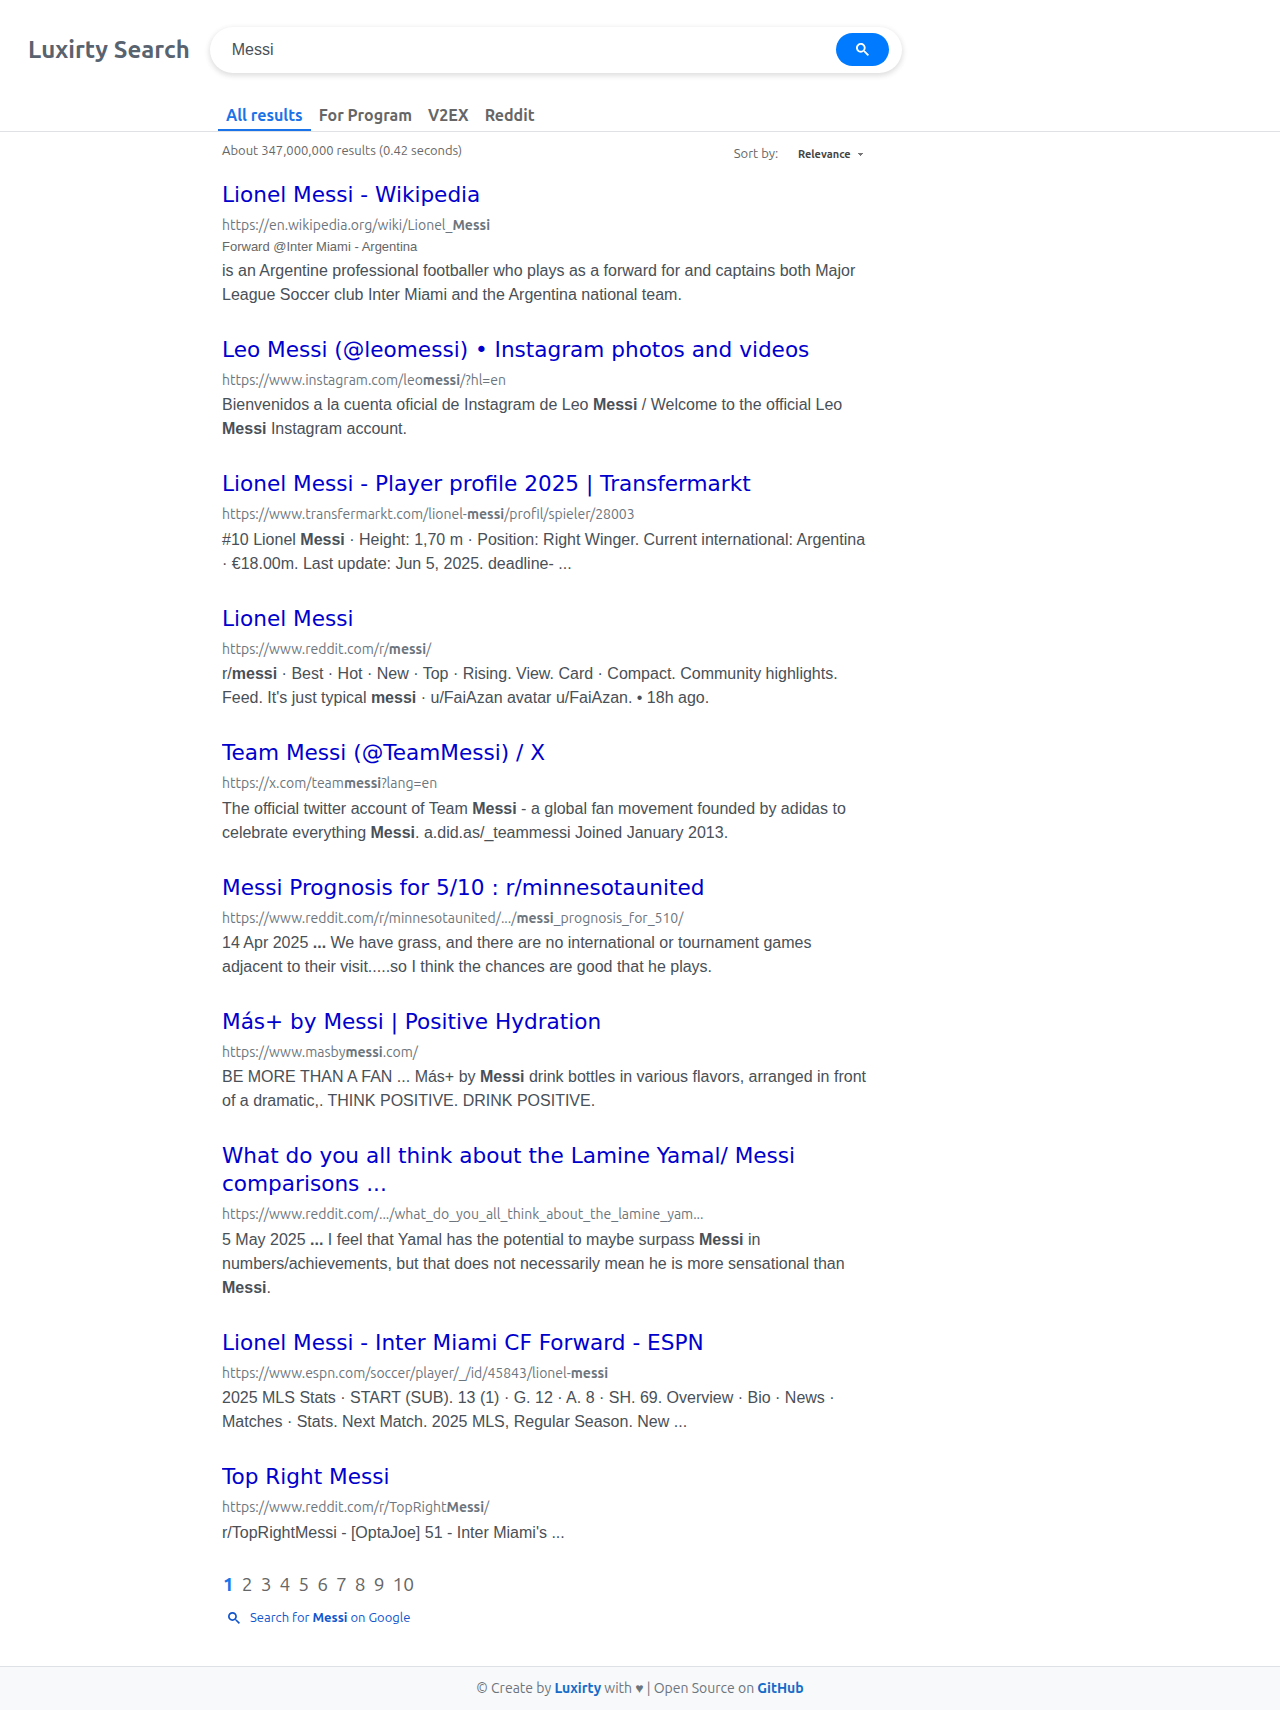 Luxirty Search
Messi
All results For Program V2EX Reddit
About 347,000,000 results (0.42 seconds)
Sort by: Relevance
Lionel Messi - Wikipedia
https://en.wikipedia.org/wiki/Lionel_Messi
Forward @Inter Miami - Argentina
is an Argentine professional footballer who plays as a forward for and captains both Major
League Soccer club Inter Miami and the Argentina national team.
Leo Messi (@leomessi) • Instagram photos and videos
https://www.instagram.com/leomessi/?hl=en
Bienvenidos a la cuenta oficial de Instagram de Leo Messi / Welcome to the official Leo
Messi Instagram account.
Lionel Messi - Player profile 2025 | Transfermarkt
https://www.transfermarkt.com/lionel-messi/profil/spieler/28003
#10 Lionel Messi · Height: 1,70 m · Position: Right Winger. Current international: Argentina
· €18.00m. Last update: Jun 5, 2025. deadline- ...
Lionel Messi
https://www.reddit.com/r/messi/
r/messi · Best · Hot · New · Top · Rising. View. Card · Compact. Community highlights.
Feed. It's just typical messi · u/FaiAzan avatar u/FaiAzan. • 18h ago.
Team Messi (@TeamMessi) / X
https://x.com/teammessi?lang=en
The official twitter account of Team Messi - a global fan movement founded by adidas to
celebrate everything Messi. a.did.as/_teammessi Joined January 2013.
Messi Prognosis for 5/10 : r/minnesotaunited
https://www.reddit.com/r/minnesotaunited/.../messi_prognosis_for_510/
14 Apr 2025 ... We have grass, and there are no international or tournament games
adjacent to their visit.....so I think the chances are good that he plays.
Más+ by Messi | Positive Hydration
https://www.masbymessi.com/
BE MORE THAN A FAN ... Más+ by Messi drink bottles in various flavors, arranged in front
of a dramatic,. THINK POSITIVE. DRINK POSITIVE.
What do you all think about the Lamine Yamal/ Messi
comparisons ...
https://www.reddit.com/.../what_do_you_all_think_about_the_lamine_yam...
5 May 2025 ... I feel that Yamal has the potential to maybe surpass Messi in
numbers/achievements, but that does not necessarily mean he is more sensational than
Messi.
Lionel Messi - Inter Miami CF Forward - ESPN
https://www.espn.com/soccer/player/_/id/45843/lionel-messi
2025 MLS Stats · START (SUB). 13 (1) · G. 12 · A. 8 · SH. 69. Overview · Bio · News ·
Matches · Stats. Next Match. 2025 MLS, Regular Season. New ...
Top Right Messi
https://www.reddit.com/r/TopRightMessi/
r/TopRightMessi - [OptaJoe] 51 - Inter Miami's ...
1 2 3 4 5 6 7 8 9 10
Search for Messi on Google
© Create by Luxirty with ♥ | Open Source on GitHub